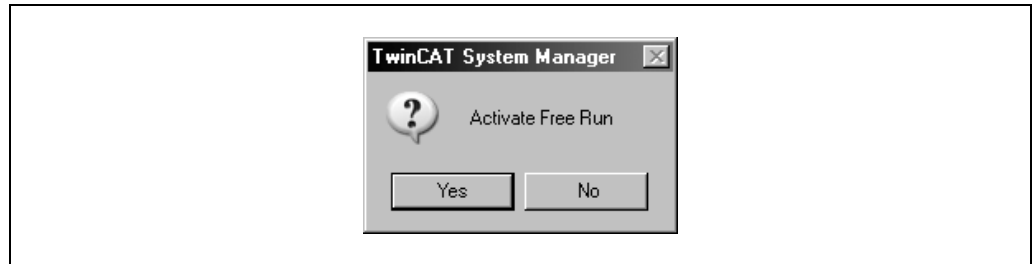 TwinCAT System Manager
Activate Free Run
Yes No